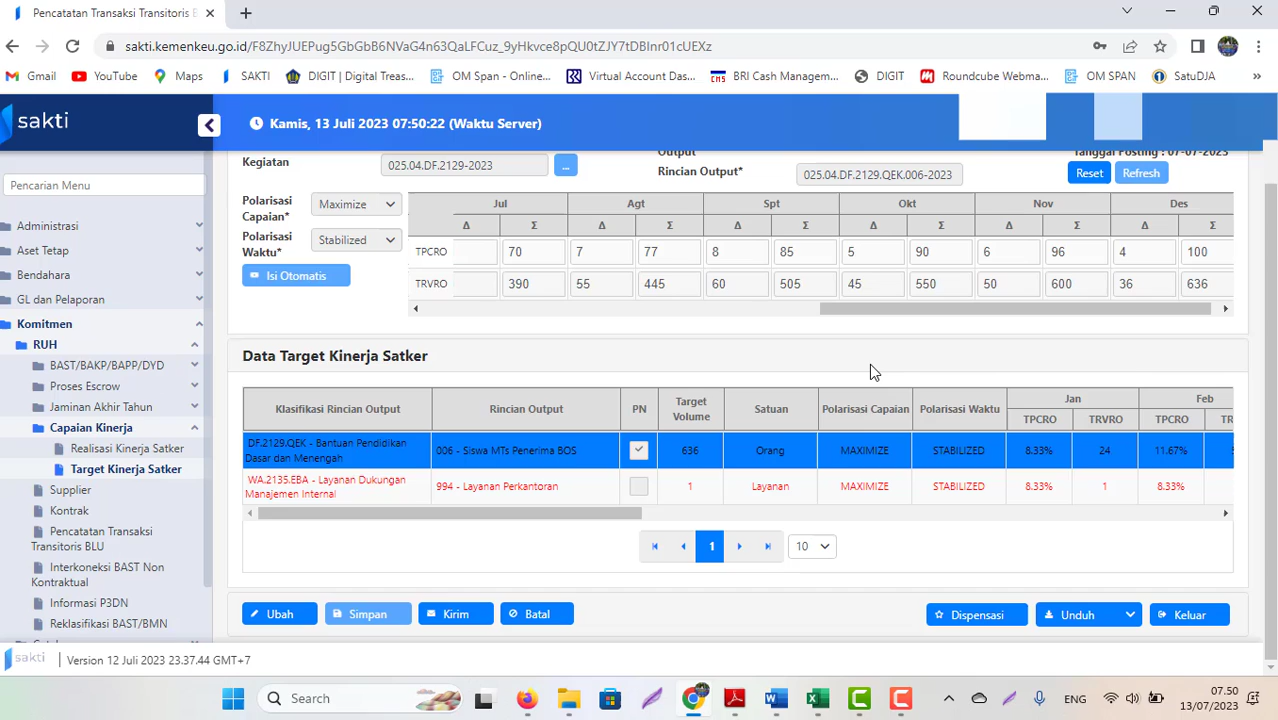 Pencatatan Transaksi Transitoris B
sakti.kemenkeu.go.id/F8ZhyJUEPug5GbGbB6NVaG4n63QaLFCuz_9yHkvce8pQU0tZJY7tDBInr01cUEXz
Gmail YouTube Maps SAKTI DIGIT | Digital Treas... OM Span - Online... Virtual Account Das... BRI Cash Managem... DIGIT Roundcube Webma... OM SPAN SatuDJA »
sakti
Kamis, 13 Juli 2023 07:50:22 (Waktu Server)
Pencarian Menu
Administrasi
Aset Tetap
Bendahara
GL dan Pelaporan
Komitmen
RUH
BAST/BAKP/BAPP/DYD
Proses Escrow
Jaminan Akhir Tahun
Capaian Kinerja
Realisasi Kinerja Satker
Target Kinerja Satker
Supplier
Kontrak
Pencatatan Transaksi
Transitoris BLU
Interkoneksi BAST Non
Kontraktual
Informasi P3DN
Reklasifikasi BAST/BMN
Kegiatan 025.04.DF.2129-2023 ...
Output
Rincian Output* 025.04.DF.2129.QEK.006-2023
Tanggal Posting : 07-07-2023
Reset Refresh
Polarisasi
Capaian* Maximize
Polarisasi
Waktu* Stabilized
Isi Otomatis
Jul Agt Spt Okt Nov Des
Δ Σ Δ Σ Δ Σ Δ Σ Δ Σ Δ Σ
TPCRO 70 7 77 8 85 5 90 6 96 4 100
TRVRO 390 55 445 60 505 45 550 50 600 36 636
Data Target Kinerja Satker
Klasifikasi Rincian Output Rincian Output PN Target Volume Satuan Polarisasi Capaian Polarisasi Waktu Jan Feb
TPCRO TRVRO TPCRO TR
DF.2129.QEK - Bantuan Pendidikan
Dasar dan Menengah 006 - Siswa MTs Penerima BOS 636 Orang MAXIMIZE STABILIZED 8.33% 24 11.67%
WA.2135.EBA - Layanan Dukungan
Manajemen Internal 994 - Layanan Perkantoran 1 Layanan MAXIMIZE STABILIZED 8.33% 1 8.33%
1 10
Ubah Simpan Kirim Batal Dispensasi Unduh Keluar
sakti Version 12 Juli 2023 23.37.44 GMT+7
Search
ENG
07.50
13/07/2023